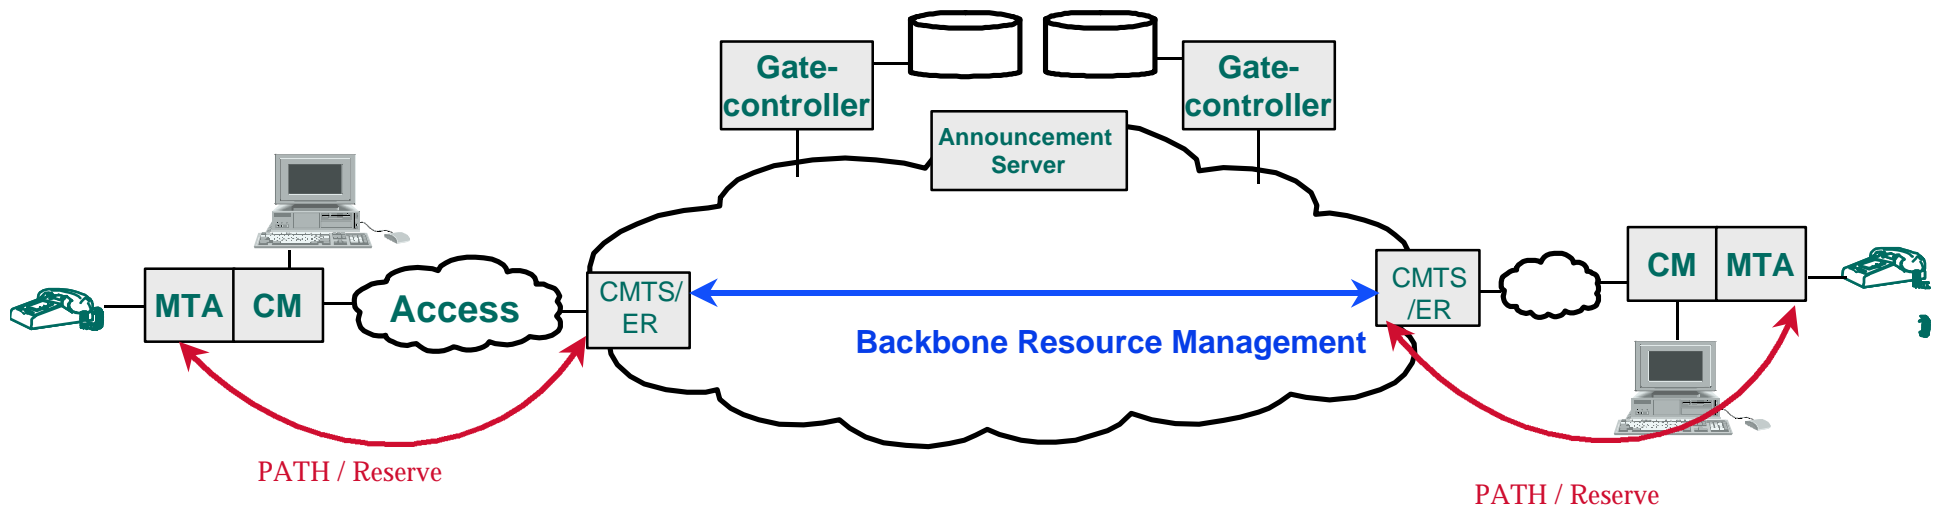 Gate-
controller
Gate-
controller
Announcement
Server
MTA
CM
Access
CMTS/
ER
CMTS
/ER
CM
MTA
Backbone Resource Management
PATH / Reserve
PATH / Reserve